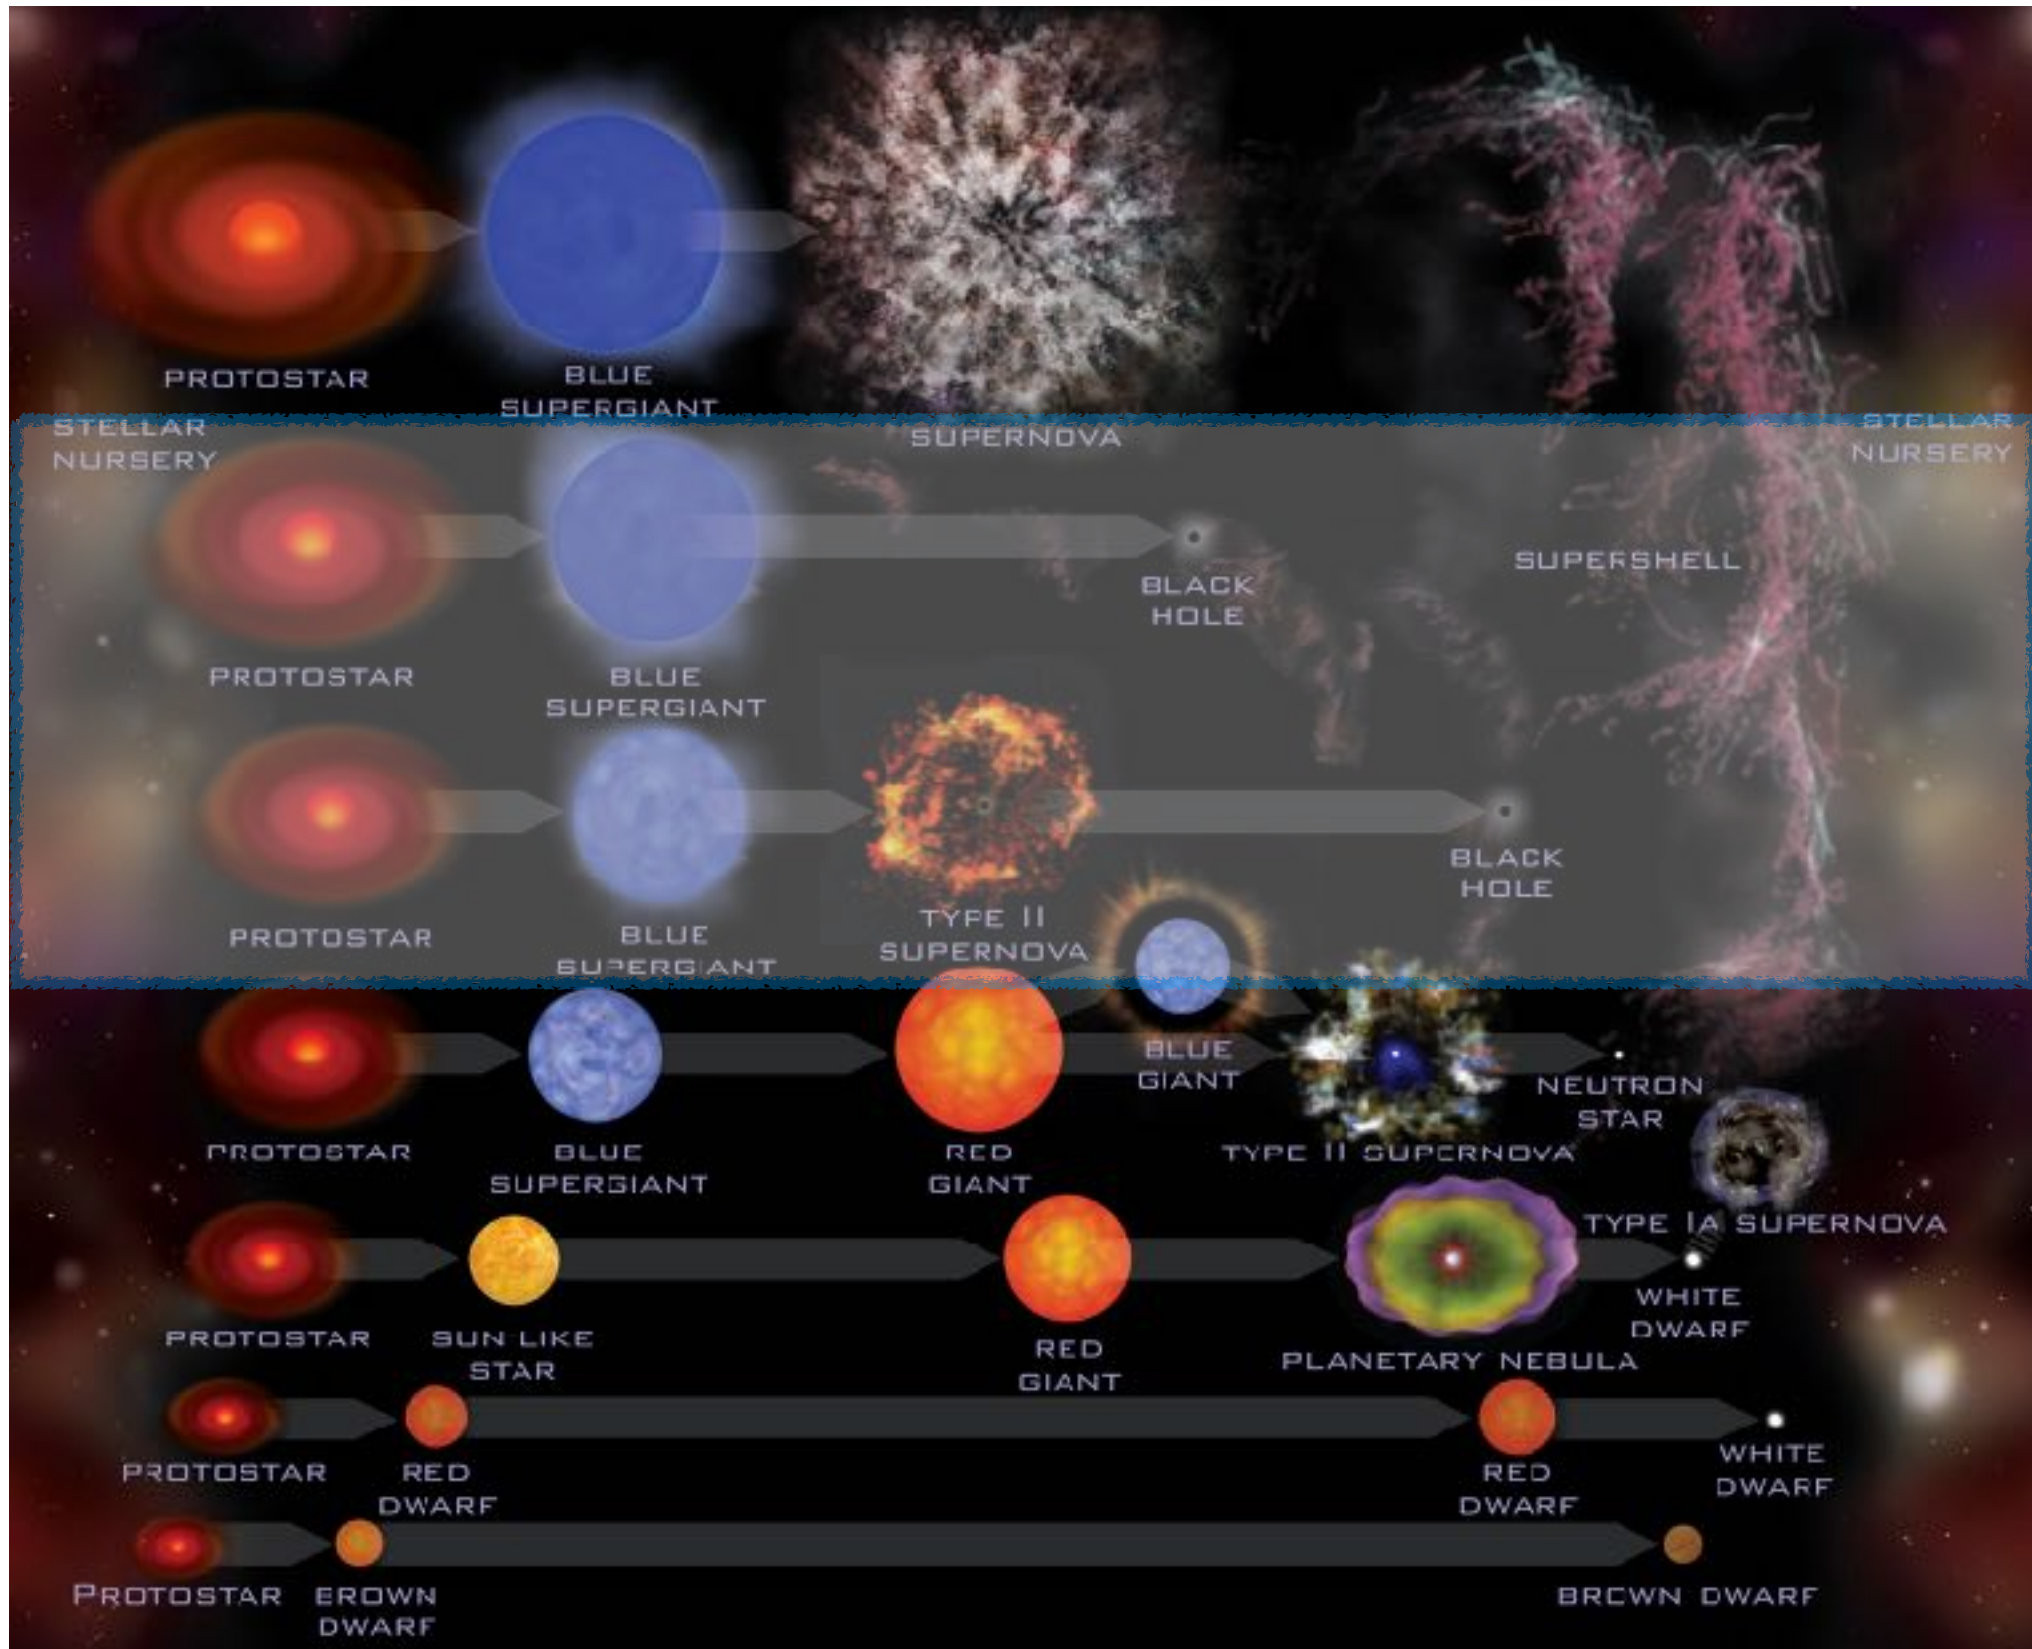 PROTOSTAR
BLUE
SUPERGIANT
SUPERNOVA
STELLAR
NURSERY
STELLAR
NURSERY
SUPERSHELL
PROTOSTAR
BLUE
SUPERGIANT
BLACK
HOLE
PROTOSTAR
BLUE
SUPERGIANT
TYPE II
SUPERNOVA
BLACK
HOLE
PROTOSTAR
BLUE
SUPERGIANT
RED
GIANT
BLUE
GIANT
TYPE II SUPERNOVA
NEUTRON
STAR
TYPE IA SUPERNOVA
PROTOSTAR
SUN LIKE
STAR
RED
GIANT
PLANETARY NEBULA
WHITE
DWARF
PROTOSTAR
RED
DWARF
RED
DWARF
WHITE
DWARF
PROTOSTAR
BROWN
DWARF
BROWN DWARF